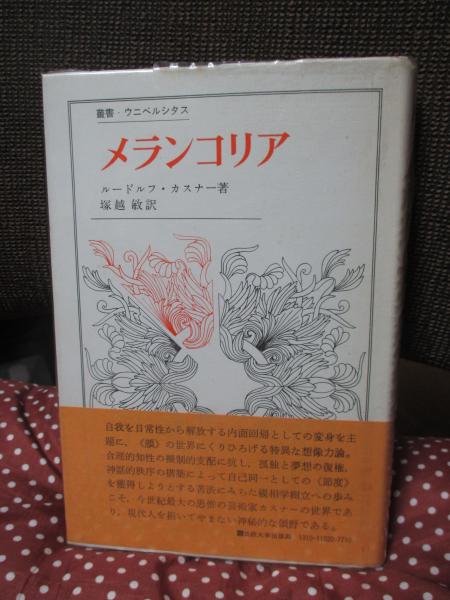 叢書・ウニベルシタス
メランコリア
ルードルフ・カスナー著
塚越 敏訳
自我を日常性から解放する内面回帰としての変身を主
題に、〈顔〉の世界にくりひろげる特異な想像力論。
合理的知性の擬制的支配に抗し、孤独と夢想の復権、
神話的秩序の構築によって自己同一としての〈節度〉
を獲得しようとする苦渋にみちた観相学樹立への歩み
こそ、今世紀最大の思惟の芸術家カスナーの世界であ
り、現代人を招いてやまない神秘的な領野である。
法政大学出版局 1310-11020-7710